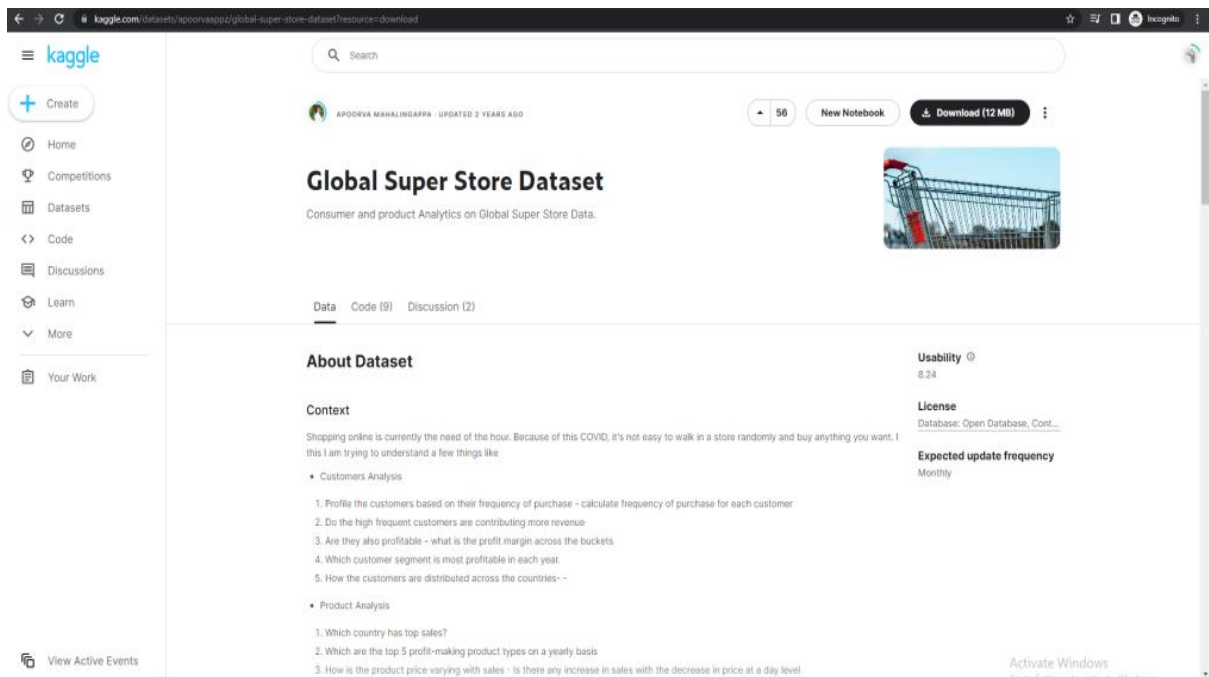 kaggle.com/datasets/apoorvaappz/global-super-store-dataset?resource=download
Incognito
kaggle
Search
Create
Home
Competitions
Datasets
Code
Discussions
Learn
More
Your Work
View Active Events
APOORVA MAHALINGAPPA · UPDATED 2 YEARS AGO
56
New Notebook
Download (12 MB)
Global Super Store Dataset
Consumer and product Analytics on Global Super Store Data.
Data Code (9) Discussion (2)
About Dataset
Context
Shopping online is currently the need of the hour. Because of this COVID, it's not easy to walk in a store randomly and buy anything you want. I
this I am trying to understand a few things like
• Customers Analysis
1. Profile the customers based on their frequency of purchase - calculate frequency of purchase for each customer
2. Do the high frequent customers are contributing more revenue
3. Are they also profitable - what is the profit margin across the buckets
4. Which customer segment is most profitable in each year.
5. How the customers are distributed across the countries- -
• Product Analysis
1. Which country has top sales?
2. Which are the top 5 profit-making product types on a yearly basis
3. How is the product price varying with sales - Is there any increase in sales with the decrease in price at a day level
Usability
8.24
License
Database: Open Database, Cont...
Expected update frequency
Monthly
Activate Windows